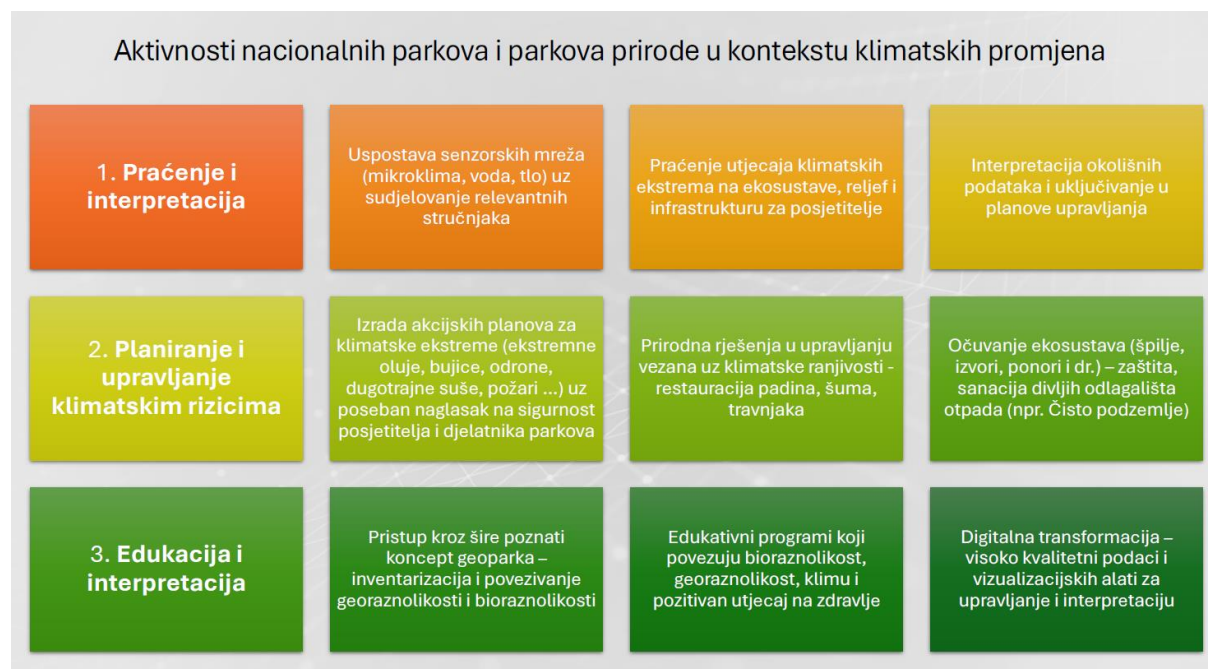 Aktivnosti nacionalnih parkova i parkova prirode u kontekstu klimatskih promjena
1. Praćenje i
interpretacija
Uspostava senzorskih mreža
(mikroklima, voda, tlo) uz
sudjelovanje relevantnih
stručnjaka
Praćenje utjecaja klimatskih
ekstrema na ekosustave, reljef i
infrastrukturu za posjetitelje
Interpretacija okolišnih
podataka i uključivanje u
planove upravljanja
2. Planiranje i
upravljanje
klimatskim rizicima
Izrada akcijskih planova za
klimatske ekstreme (ekstremne
oluje, bujice, odrone,
dugotrajne suše, požari ...) uz
poseban naglasak na sigurnost
posjetitelja i djelatnika parkova
Prirodna rješenja u upravljanju
vezana uz klimatske ranjivosti -
restauracija padina, šuma,
travnjaka
Očuvanje ekosustava (špilje,
izvori, ponori i dr.) – zaštita,
sanacija divljih odlagališta
otpada (npr. Čisto podzemlje)
3. Edukacija i
interpretacija
Pristup kroz šire poznati
koncept geoparka –
inventarizacija i povezivanje
georaznolikosti i bioraznolikosti
Edukativni programi koji
povezuju bioraznolikost,
georaznolikost, klimu i
pozitivan utjecaj na zdravlje
Digitalna transformacija –
visoko kvalitetni podaci i
vizualizacijskih alati za
upravljanje i interpretaciju